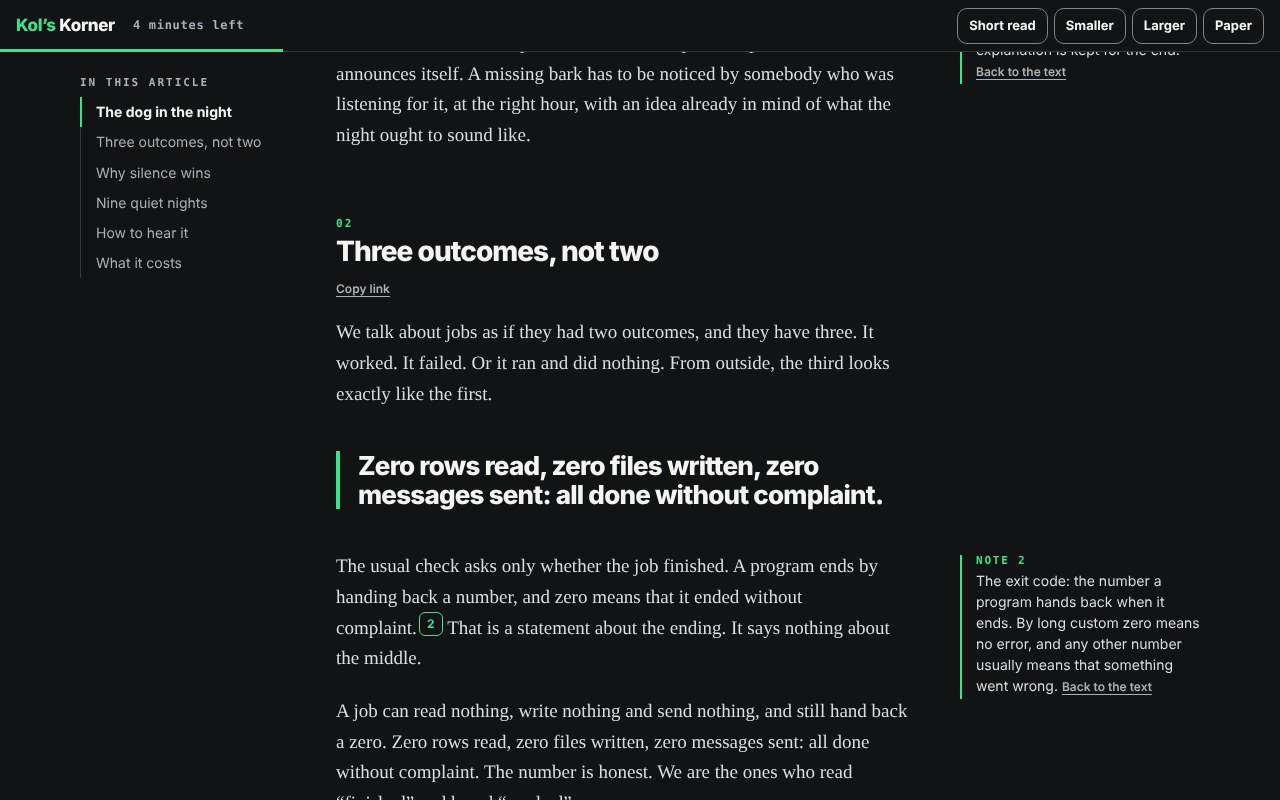 Kol's Korner
4 minutes left
Short read
Smaller
Larger
Paper
IN THIS ARTICLE
The dog in the night
Three outcomes, not two
Why silence wins
Nine quiet nights
How to hear it
What it costs
announces itself. A missing bark has to be noticed by somebody who was
listening for it, at the right hour, with an idea already in mind of what the
night ought to sound like.
02
Three outcomes, not two
Copy link
We talk about jobs as if they had two outcomes, and they have three. It
worked. It failed. Or it ran and did nothing. From outside, the third looks
exactly like the first.
Zero rows read, zero files written, zero
messages sent: all done without complaint.
The usual check asks only whether the job finished. A program ends by
handing back a number, and zero means that it ended without
complaint. 2 That is a statement about the ending. It says nothing about
the middle.
A job can read nothing, write nothing and send nothing, and still hand back
a zero. Zero rows read, zero files written, zero messages sent: all done
without complaint. The number is honest. We are the ones who read
explanation is kept for the end.
Back to the text
NOTE 2
The exit code: the number a
program hands back when it
ends. By long custom zero means
no error, and any other number
usually means that something
went wrong. Back to the text